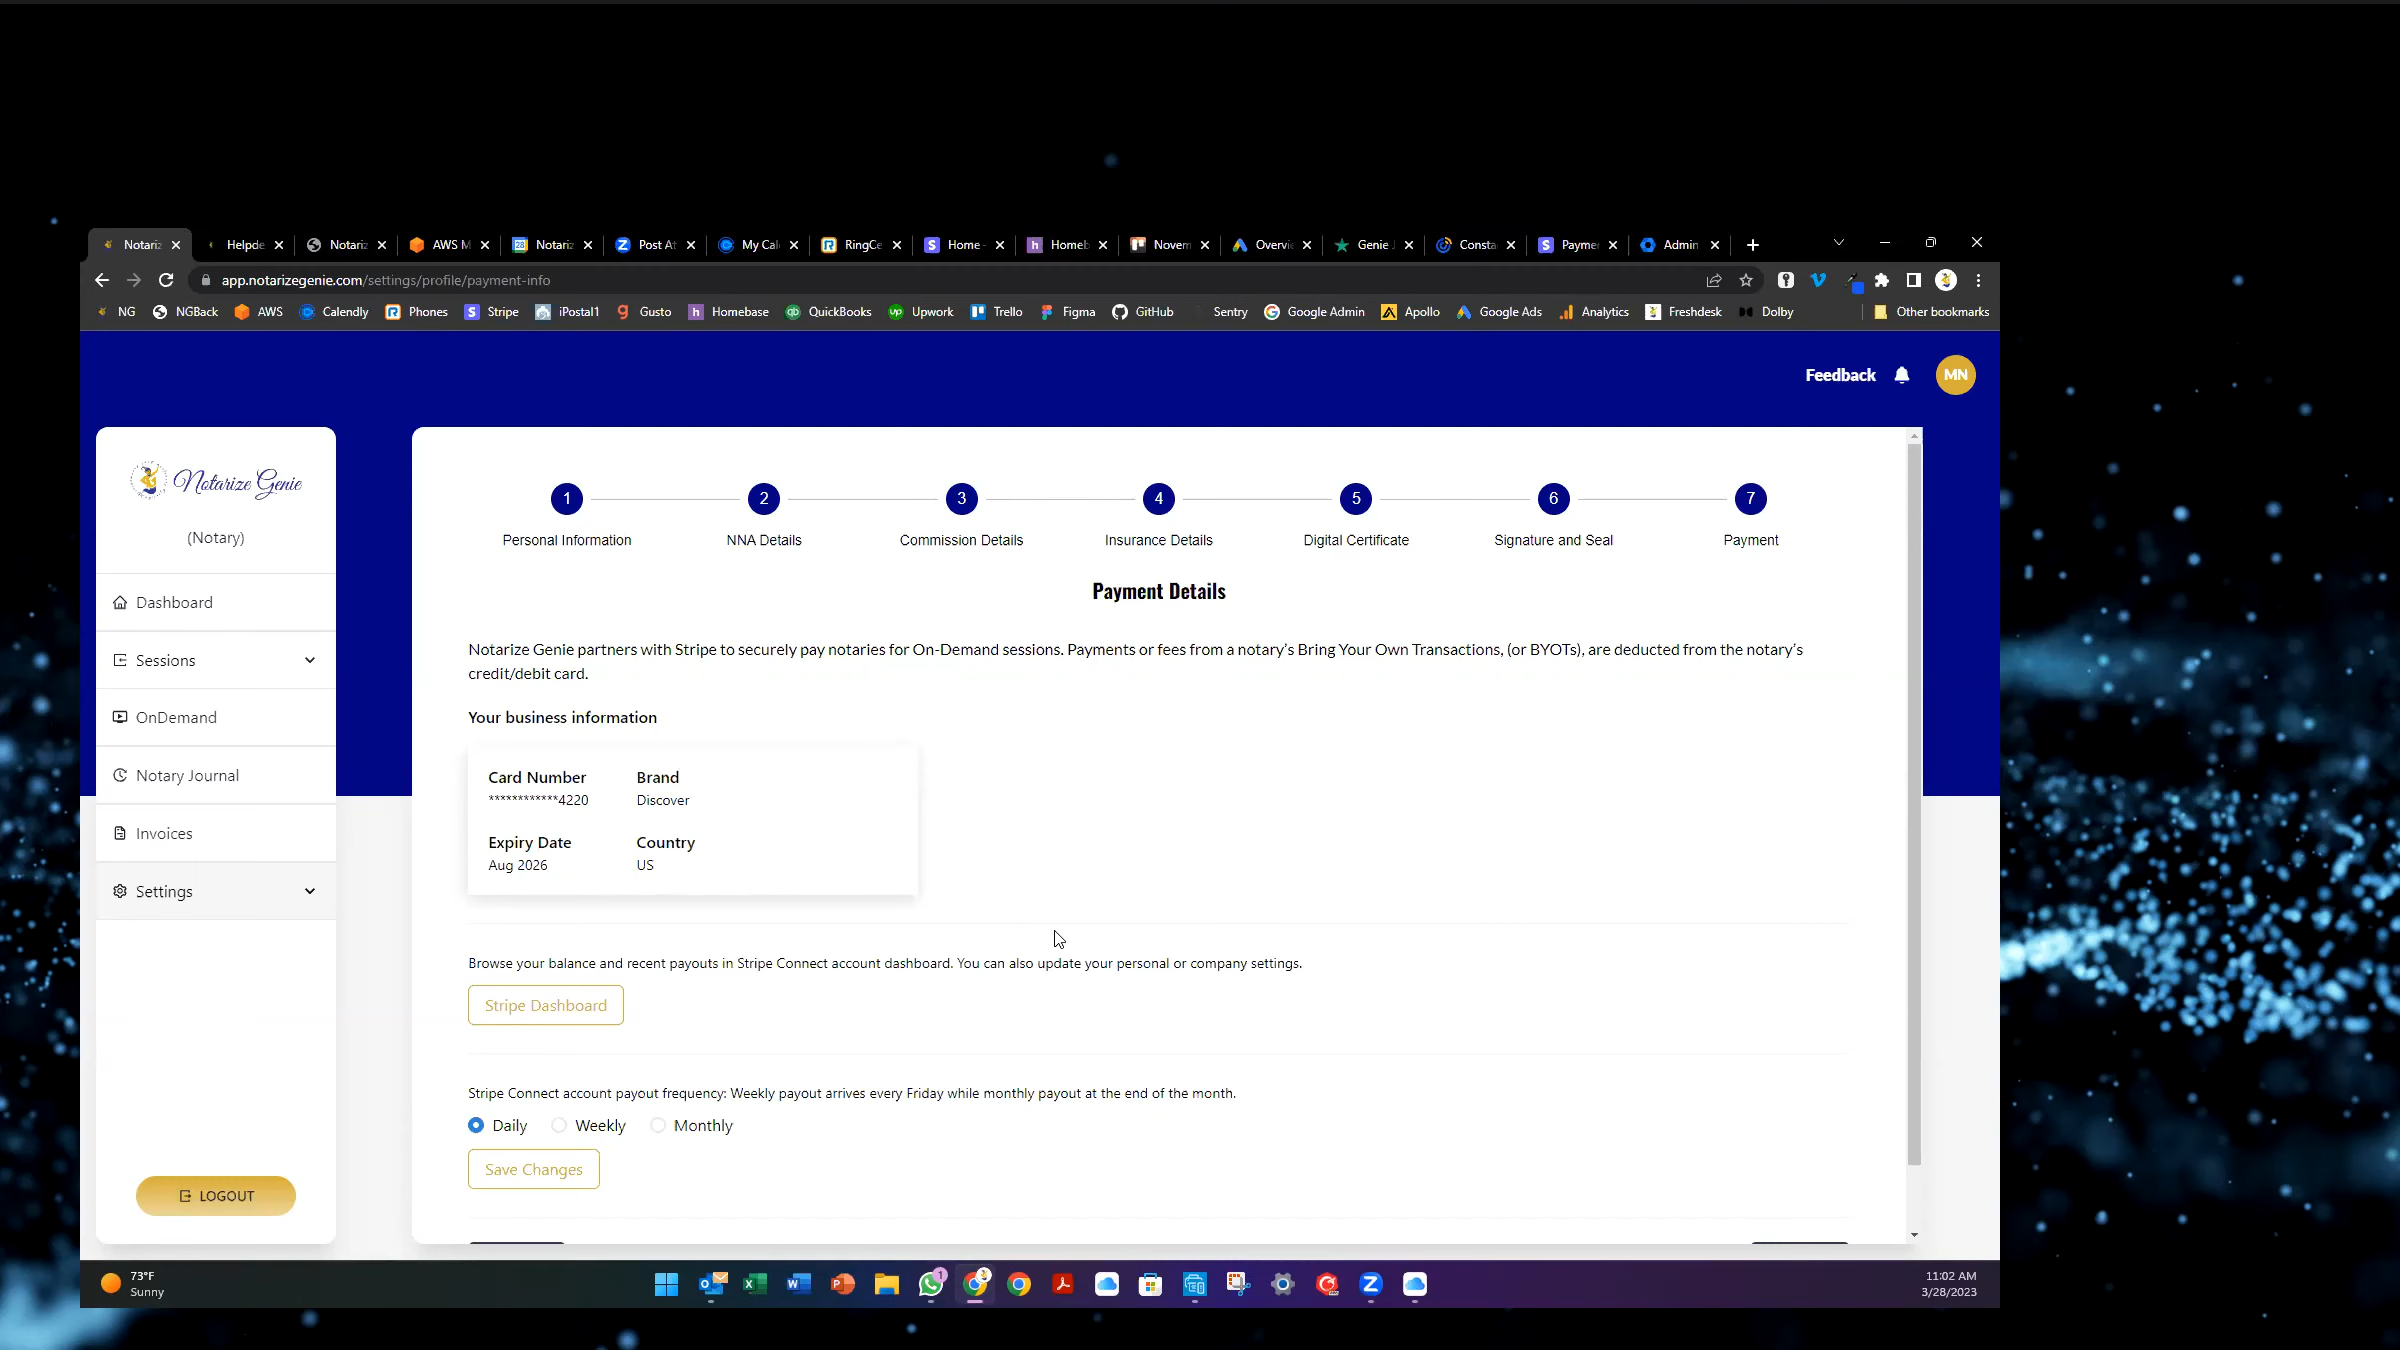 Notariz
Helpde
Notariz
AWS M
Notariz
Post At
My Cal
RingCe
Home -
Homeb
Novem
Overvie
Genie J
Consta
Paymen
Admin
app.notarizegenie.com/settings/profile/payment-info
NG
NGBack
AWS
Calendly
Phones
Stripe
iPostal1
Gusto
Homebase
QuickBooks
Upwork
Trello
Figma
GitHub
Sentry
Google Admin
Apollo
Google Ads
Analytics
Freshdesk
Dolby
Other bookmarks
Feedback
MN
Notarize Genie
(Notary)
Dashboard
Sessions
OnDemand
Notary Journal
Invoices
Settings
LOGOUT
1
2
3
4
5
6
7
Personal Information
NNA Details
Commission Details
Insurance Details
Digital Certificate
Signature and Seal
Payment
Payment Details
Notarize Genie partners with Stripe to securely pay notaries for On-Demand sessions. Payments or fees from a notary's Bring Your Own Transactions, (or BYOTs), are deducted from the notary's
credit/debit card.
Your business information
Card Number
Brand
************4220
Discover
Expiry Date
Country
Aug 2026
US
Browse your balance and recent payouts in Stripe Connect account dashboard. You can also update your personal or company settings.
Stripe Dashboard
Stripe Connect account payout frequency: Weekly payout arrives every Friday while monthly payout at the end of the month.
Daily
Weekly
Monthly
Save Changes
73°F
Sunny
11:02 AM
3/28/2023